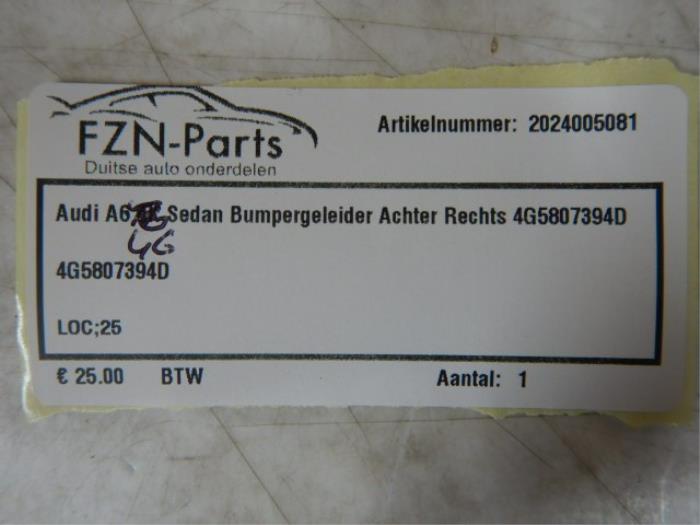 FZN-Parts
Duitse auto onderdelen
Artikelnummer: 2024005081
Audi A6 Sedan Bumpergeleider Achter Rechts 4G5807394D
4G
4G5807394D
LOC;25
€ 25.00 BTW Aantal: 1